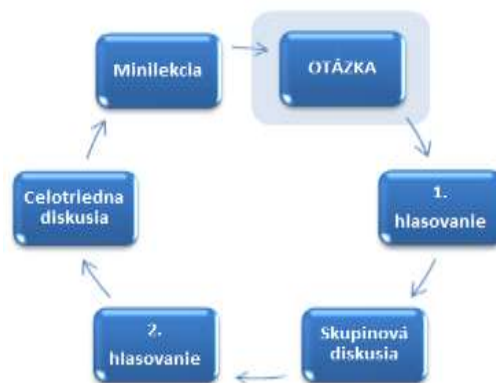 Minilekcia
OTÁZKA
1.
hlasovanie
Skupinová
diskusia
2.
hlasovanie
Celotriedna
diskusia